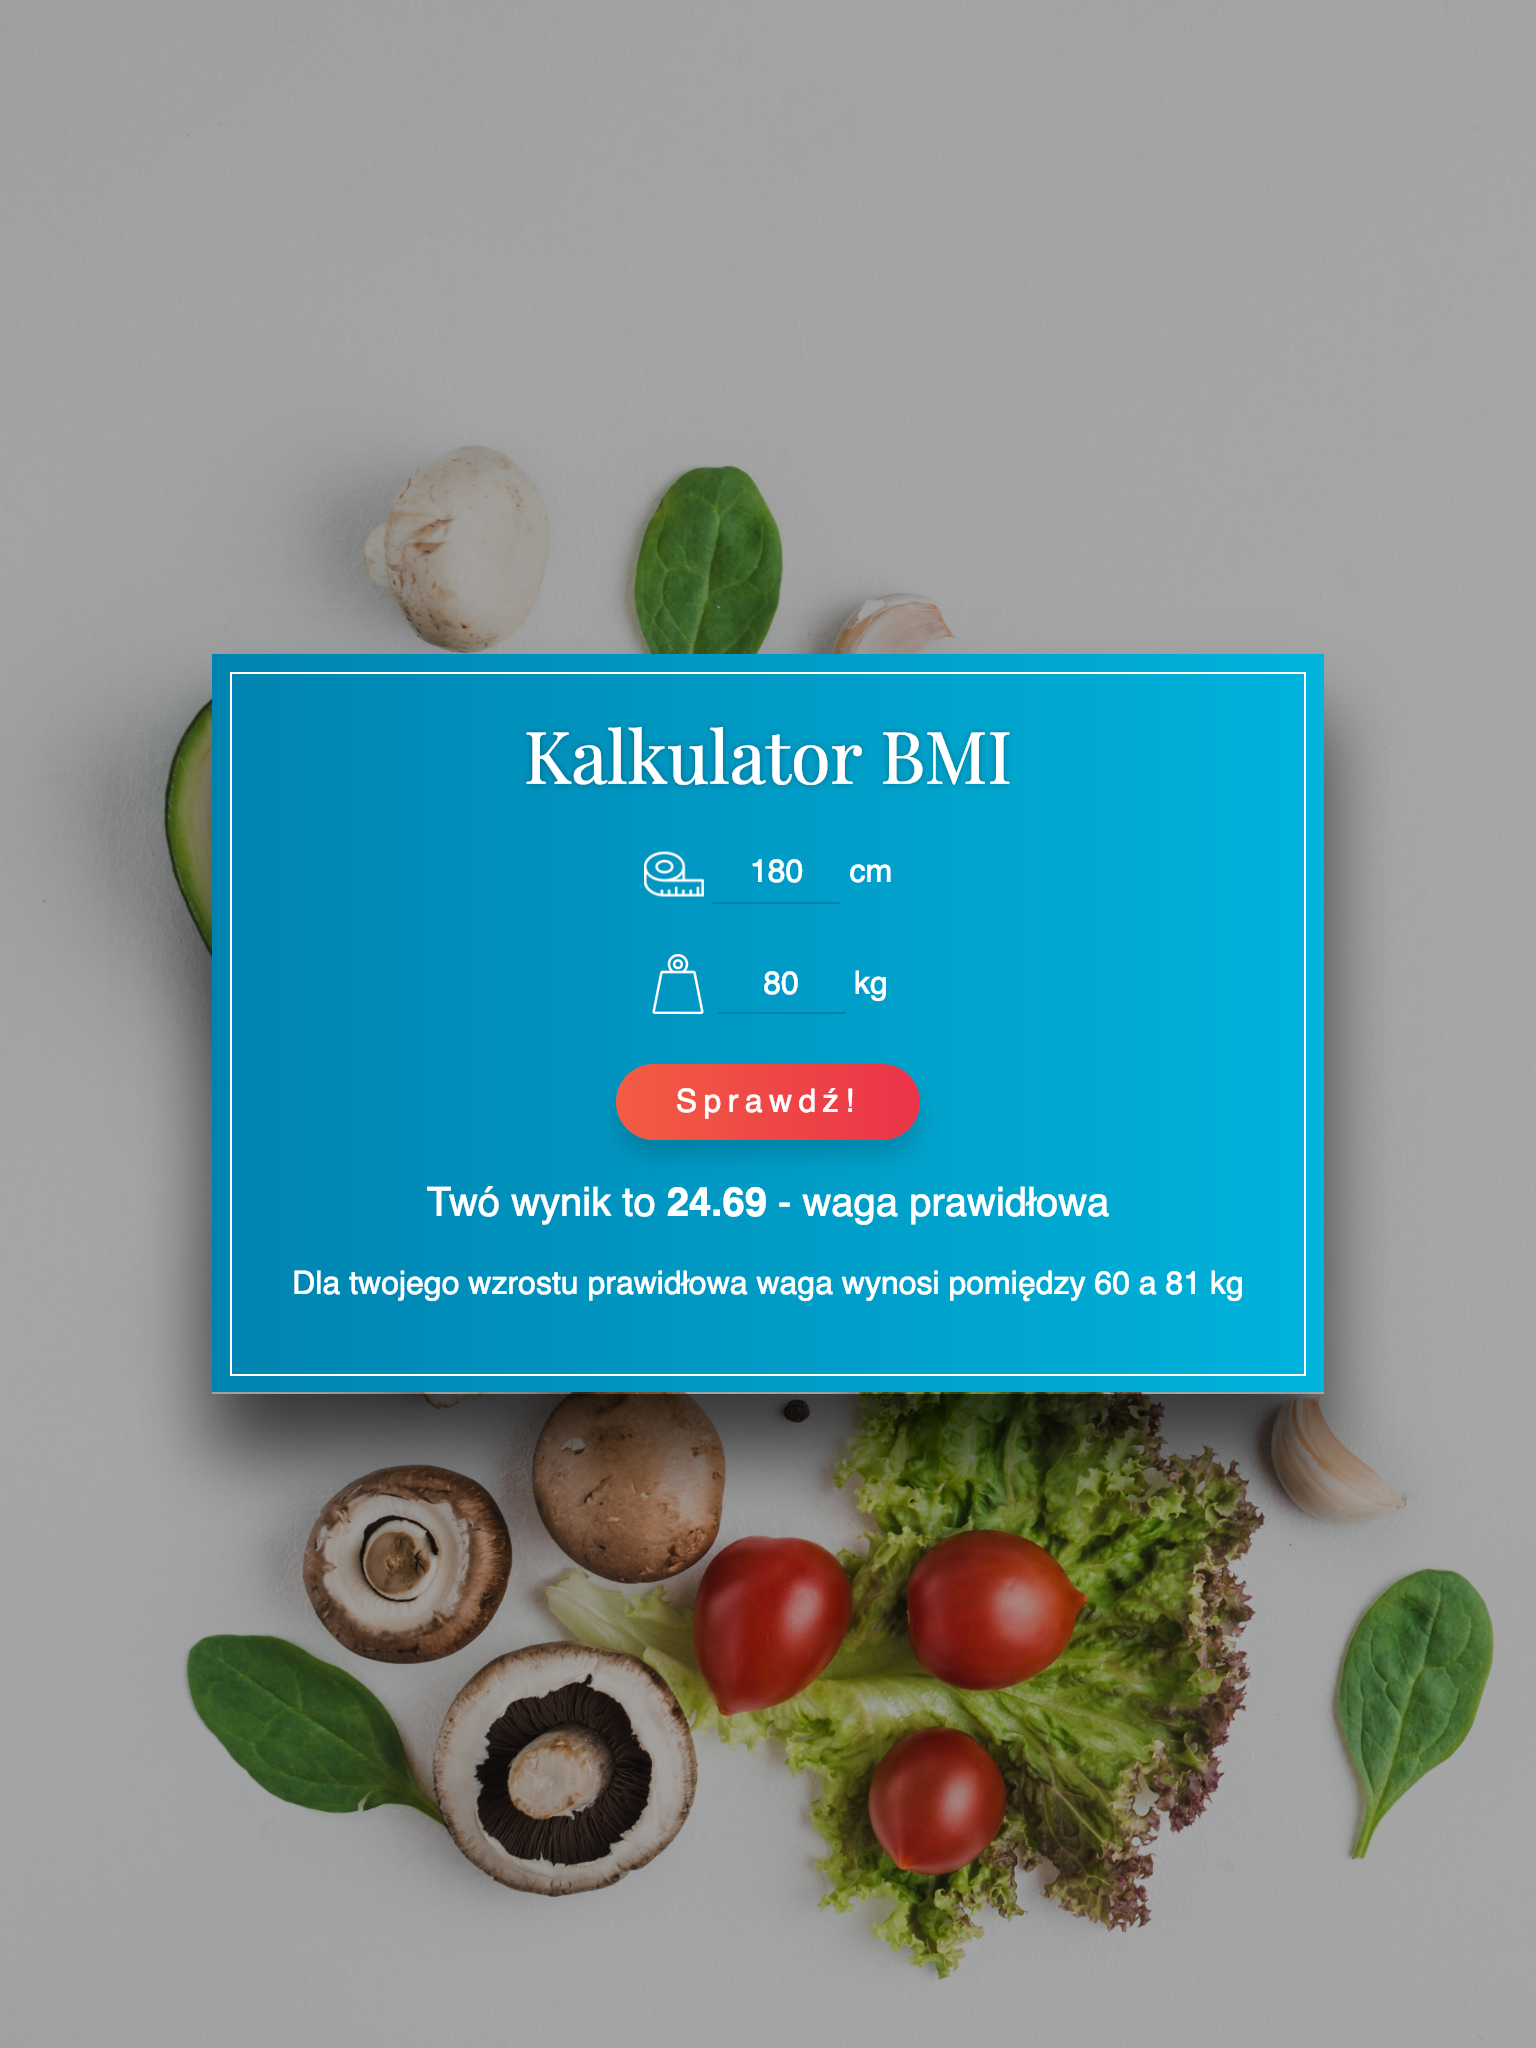 Kalkulator BMI
180 cm
80 kg
Sprawdź!
Twó wynik to 24.69 - waga prawidłowa
Dla twojego wzrostu prawidłowa waga wynosi pomiędzy 60 a 81 kg